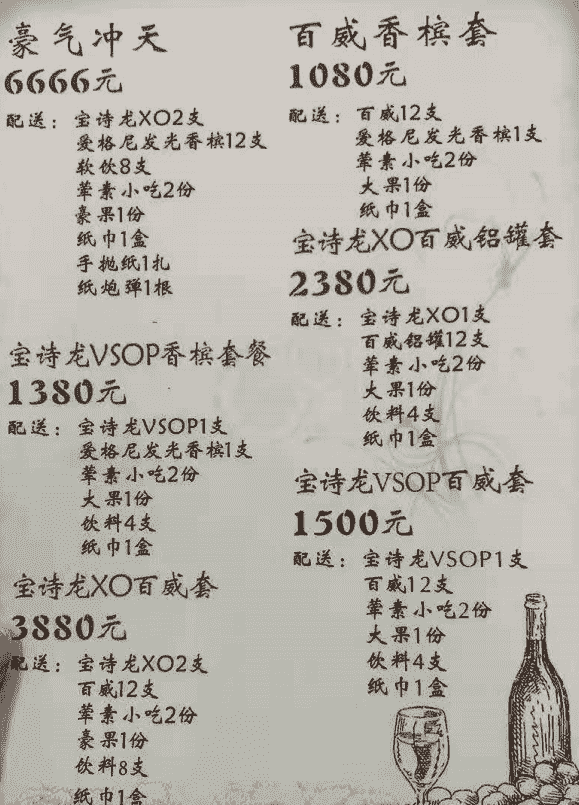 豪气冲天
6666元
配送：宝诗龙XO2支
爱格尼发光香槟12支
软饮8支
荤素小吃2份
豪果1份
纸巾1盒
手抛纸1扎
纸炮弹1根
宝诗龙VSOP香槟套餐
1380元
配送：宝诗龙VSOP1支
爱格尼发光香槟1支
荤素小吃2份
大果1份
饮料4支
纸巾1盒
宝诗龙XO百威套
3880元
配送：宝诗龙XO2支
百威12支
荤素小吃2份
豪果1份
饮料8支
纸巾1盒
百威香槟套
1080元
配送：百威12支
爱格尼发光香槟1支
荤素小吃2份
大果1份
纸巾1盒
宝诗龙XO百威铝罐套
2380元
配送：宝诗龙XO1支
百威铝罐12支
荤素小吃2份
大果1份
饮料4支
纸巾1盒
宝诗龙VSOP百威套
1500元
配送：宝诗龙VSOP1支
百威12支
荤素小吃2份
大果1份
饮料4支
纸巾1盒